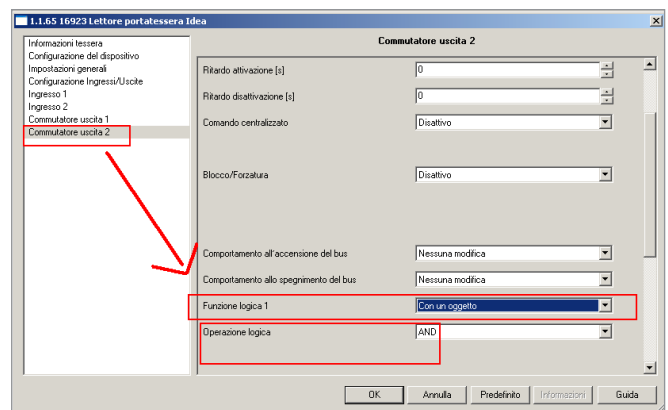 1.1.65 16923 Lettore portatessera Idea
Informazioni tessera
Configurazione del dispositivo
Impostazioni generali
Configurazione Ingressi/Uscite
Ingresso 1
Ingresso 2
Commutatore uscita 1
Commutatore uscita 2
Commutatore uscita 2
Ritardo attivazione [s] 0
Ritardo disattivazione [s] 0
Comando centralizzato Disattivo
Blocco/Forzatura Disattivo
Comportamento all'accensione del bus Nessuna modifica
Comportamento allo spegnimento del bus Nessuna modifica
Funzione logica 1 Con un oggetto
Operazione logica AND
OK Annulla Predefinito Informazioni Guida